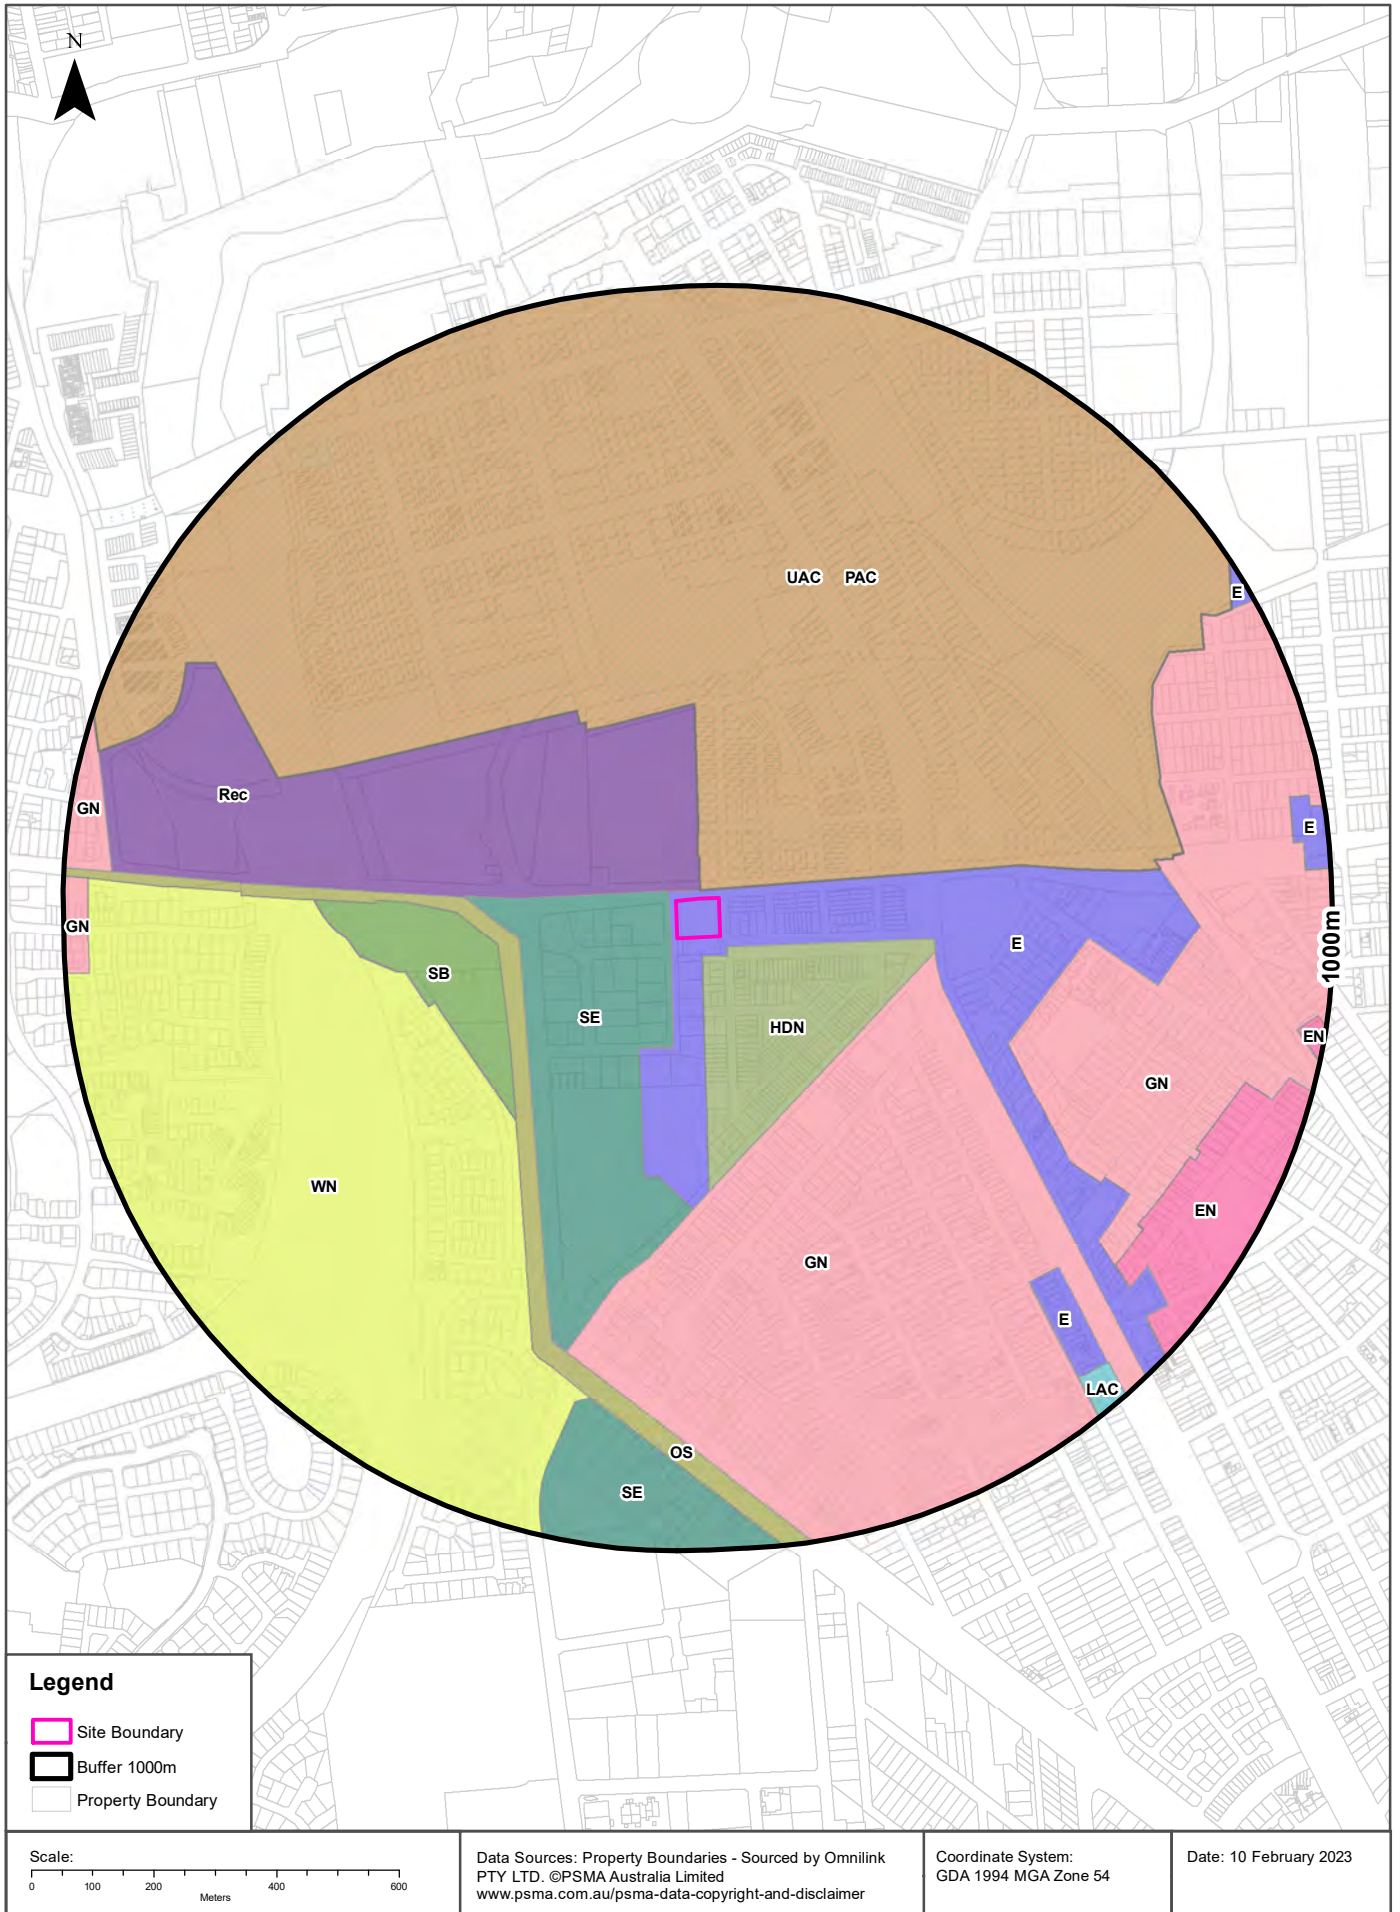 N
UAC PAC
E
Rec
GN
E
GN
E
1000m
SB
SE
HDN
EN
GN
WN
EN
GN
E
LAC
OS
SE
Legend
Site Boundary
Buffer 1000m
Property Boundary
Scale:
0 100 200 400 600
Meters
Data Sources: Property Boundaries - Sourced by Omnilink
PTY LTD. ©PSMA Australia Limited
www.psma.com.au/psma-data-copyright-and-disclaimer
Coordinate System:
GDA 1994 MGA Zone 54
Date: 10 February 2023